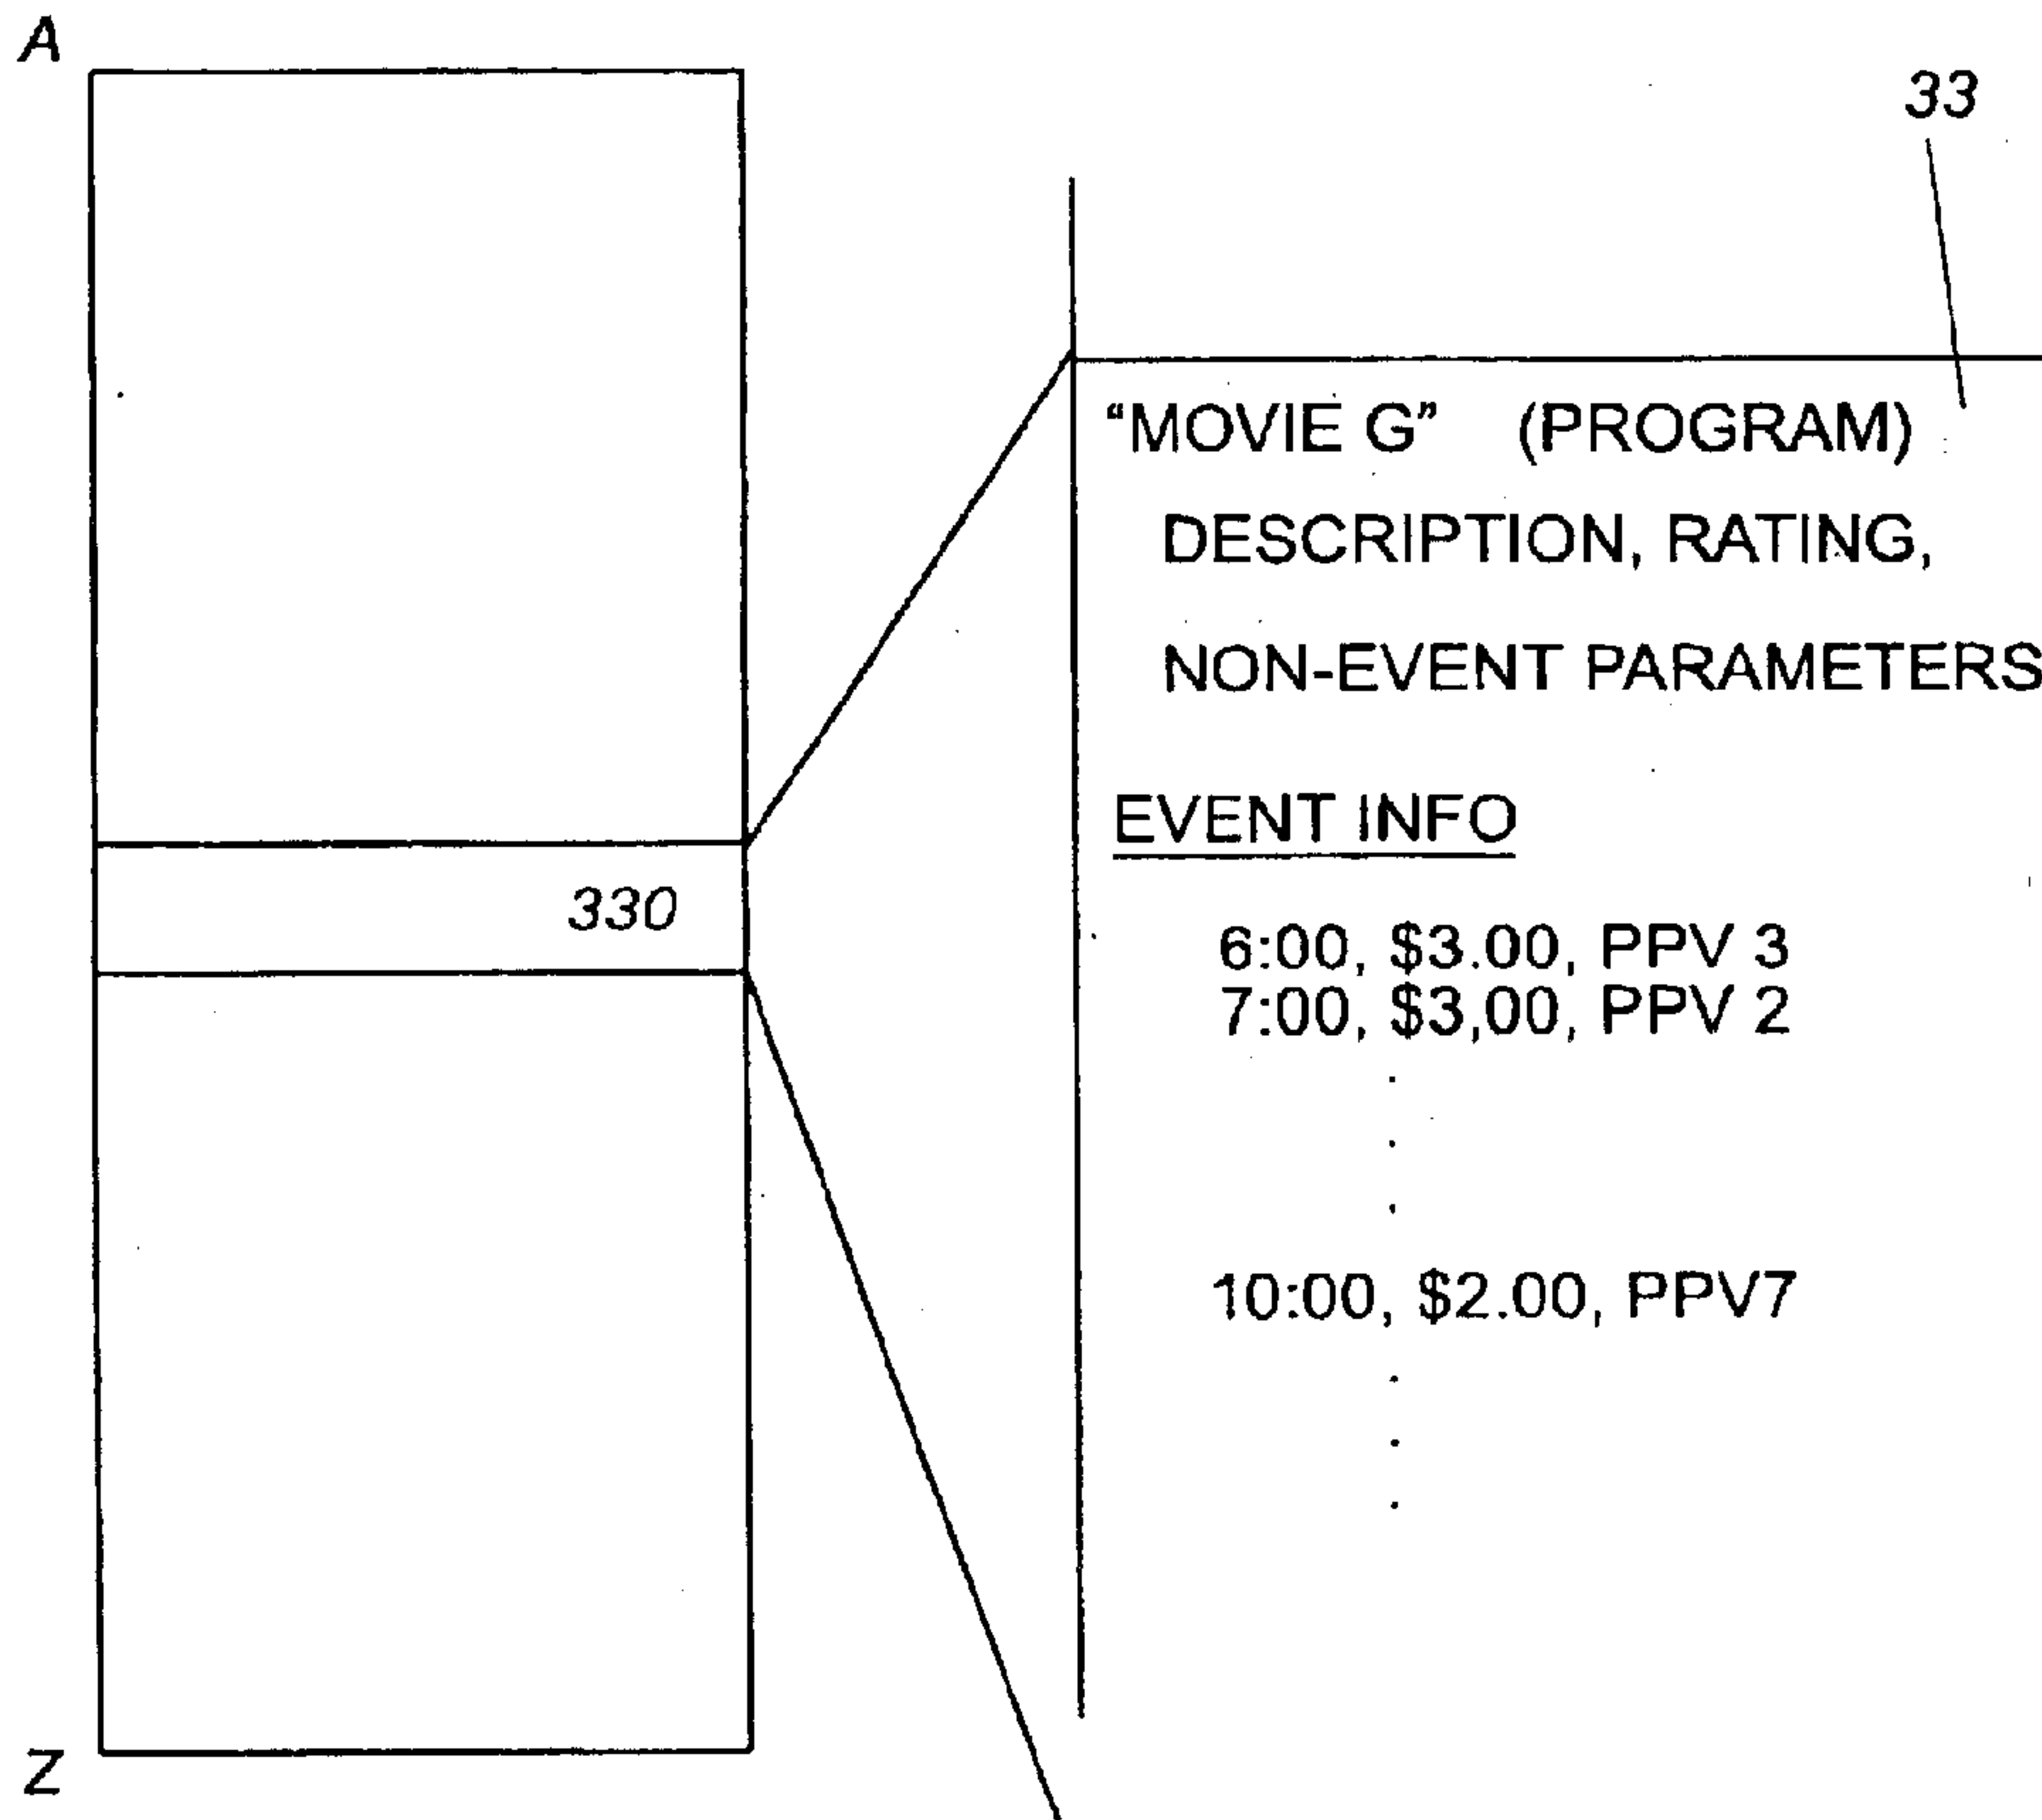 A
33
“MOVIE G” (PROGRAM)
DESCRIPTION, RATING,
NON-EVENT PARAMETERS
EVENT INFO
330
6:00, $3.00, PPV 3
7:00, $3,00, PPV 2
10:00, $2.00, PPV7
Z